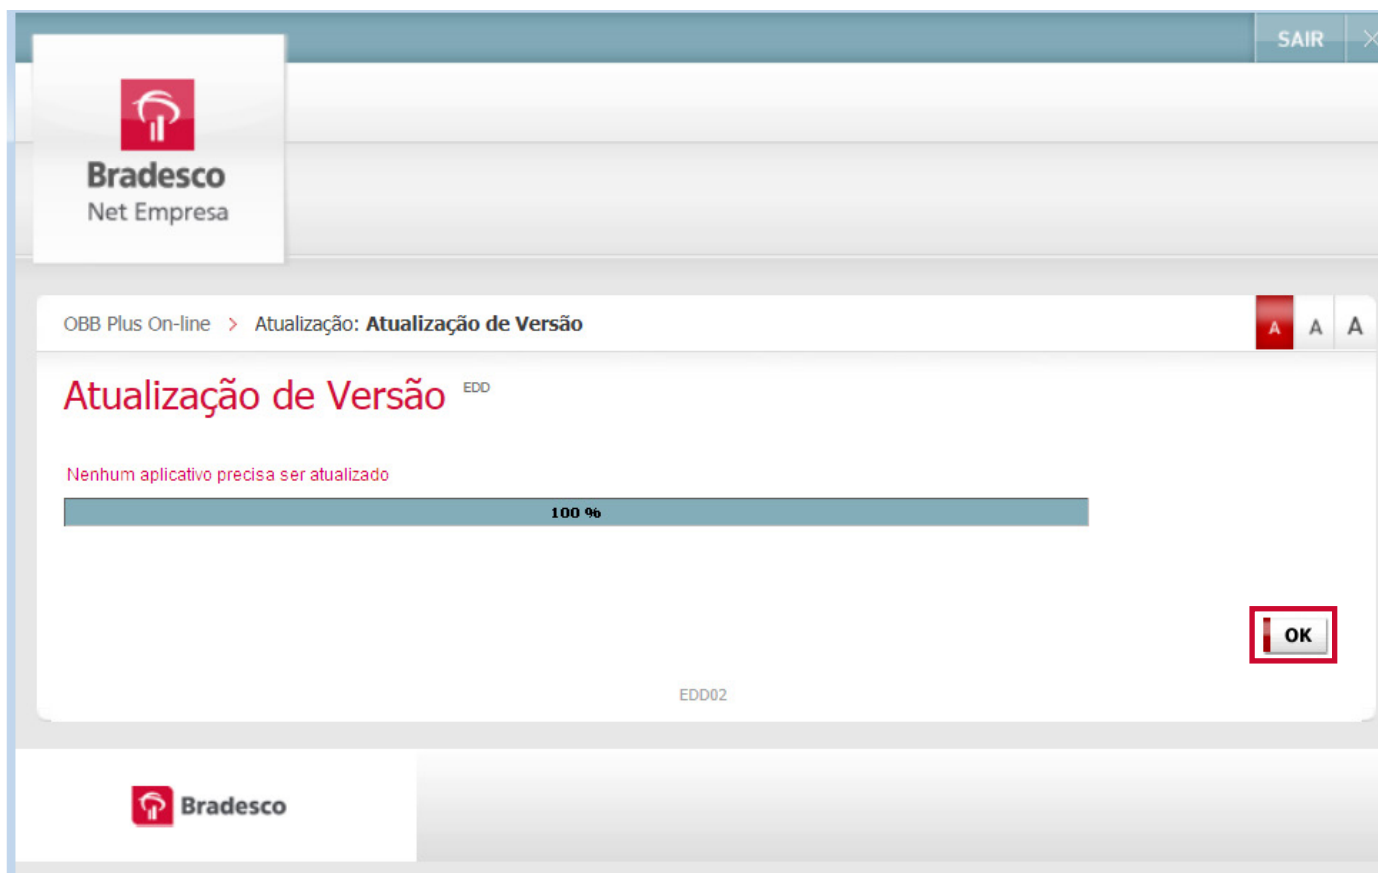 SAIR
Bradesco
Net Empresa
OBB Plus On-line > Atualização: Atualização de Versão
A A A
Atualização de Versão EDD
Nenhum aplicativo precisa ser atualizado
100 %
OK
EDD02
Bradesco